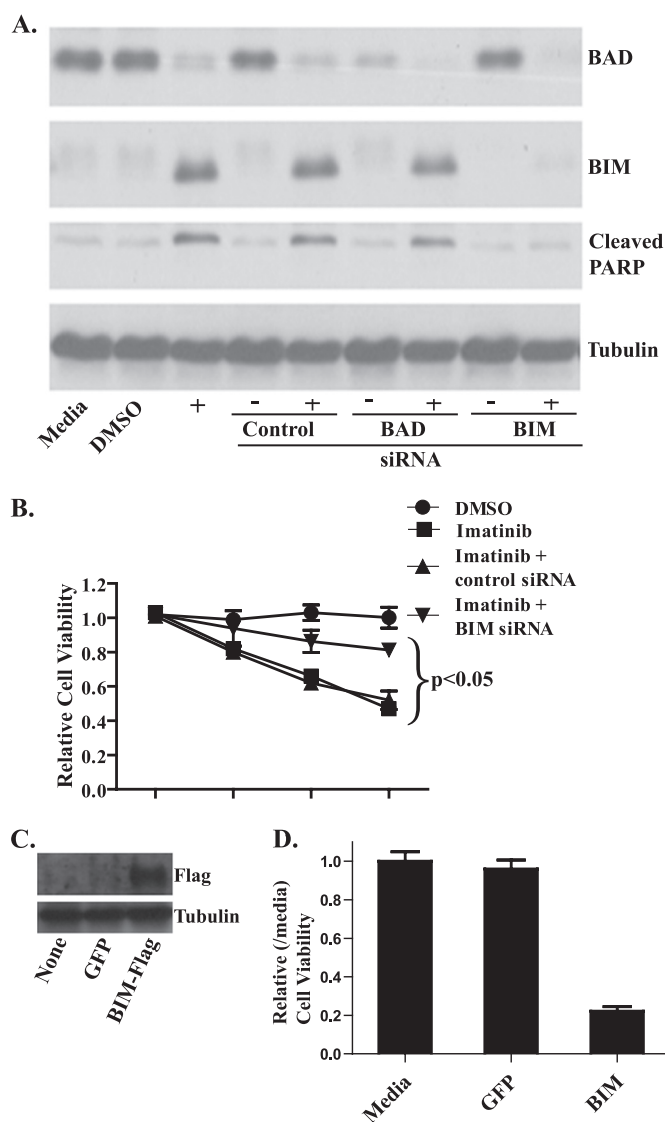 A.
BAD
BIM
Cleaved
PARP
Tubulin
Media
DMSO
+
-
+
-
+
-
+
Control
BAD
BIM
siRNA
B.
DMSO
Imatinib
Imatinib +
control siRNA
Imatinib +
BIM siRNA
Relative Cell Viability
1.2
1.0
0.8
0.6
0.4
0.2
0.0
p<0.05
C.
Flag
Tubulin
None
GFP
BIM-Flag
D.
Relative (/media)
Cell Viability
1.0
0.8
0.6
0.4
0.2
0.0
Media
GFP
BIM